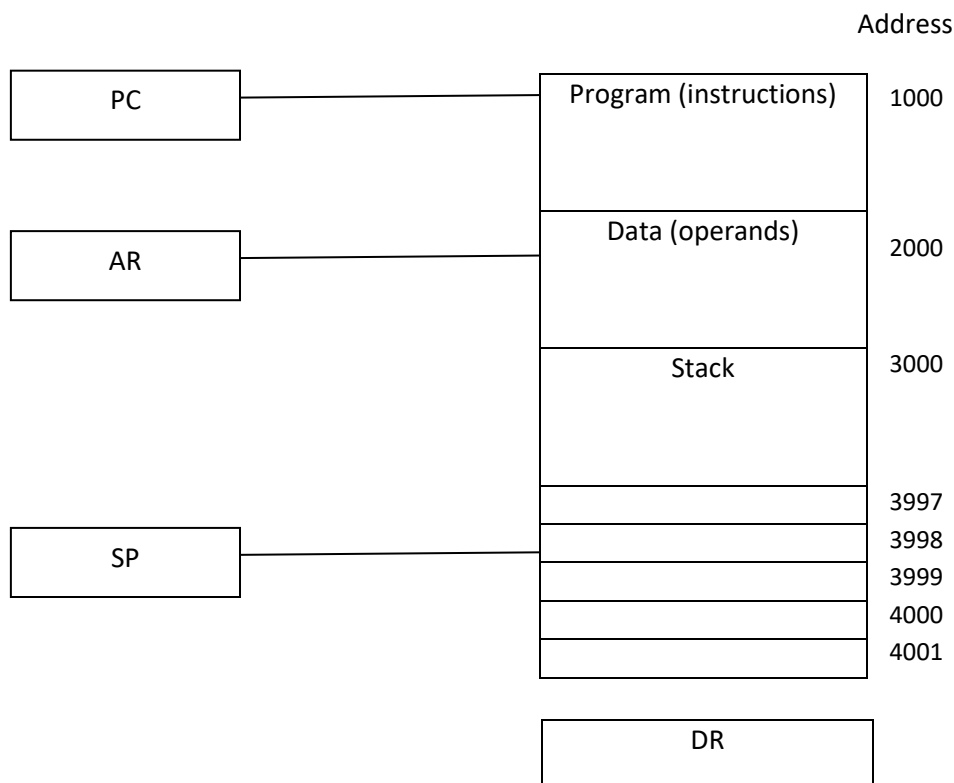 Address
PC
Program (instructions)
1000
AR
Data (operands)
2000
Stack
3000
3997
SP
3998
3999
4000
4001
DR